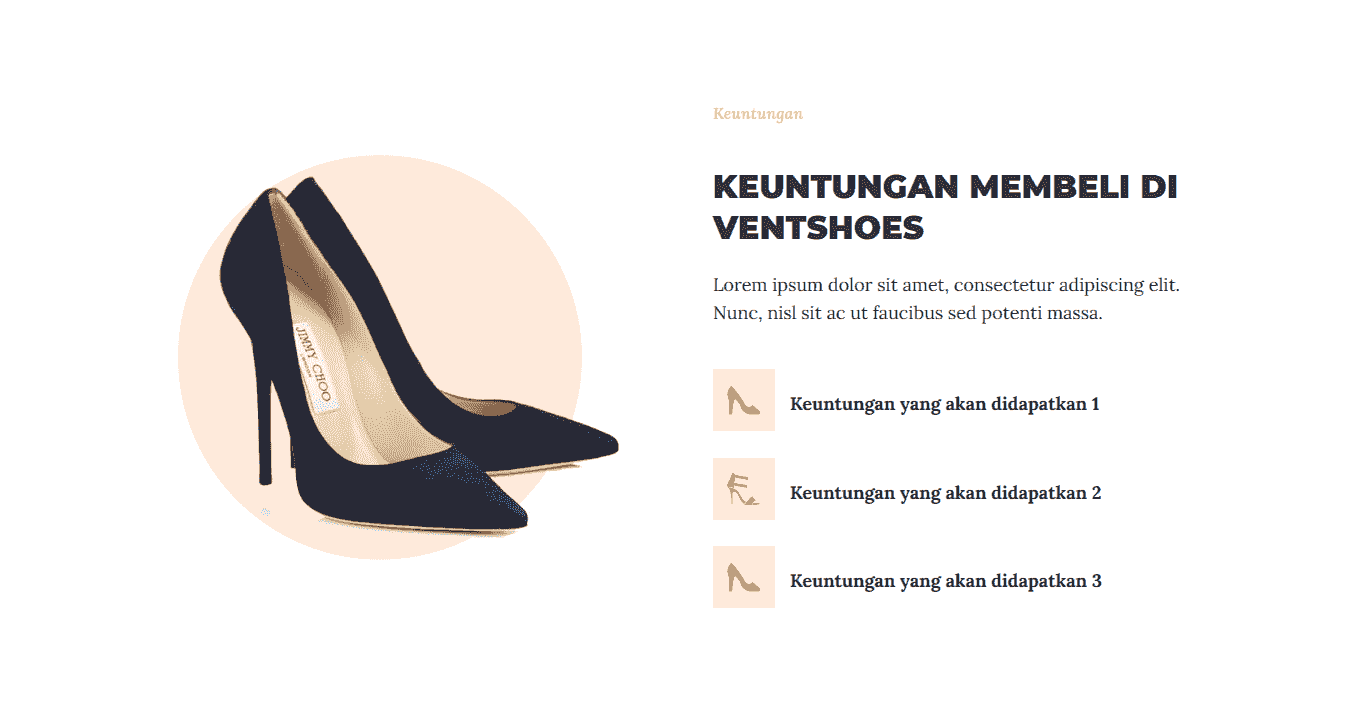 Keuntungan
KEUNTUNGAN MEMBELI DI
VENTSHOES
Lorem ipsum dolor sit amet, consectetur adipiscing elit.
Nunc, nisl sit ac ut faucibus sed potenti massa.
JIMMY CHOO
Keuntungan yang akan didapatkan 1
Keuntungan yang akan didapatkan 2
Keuntungan yang akan didapatkan 3